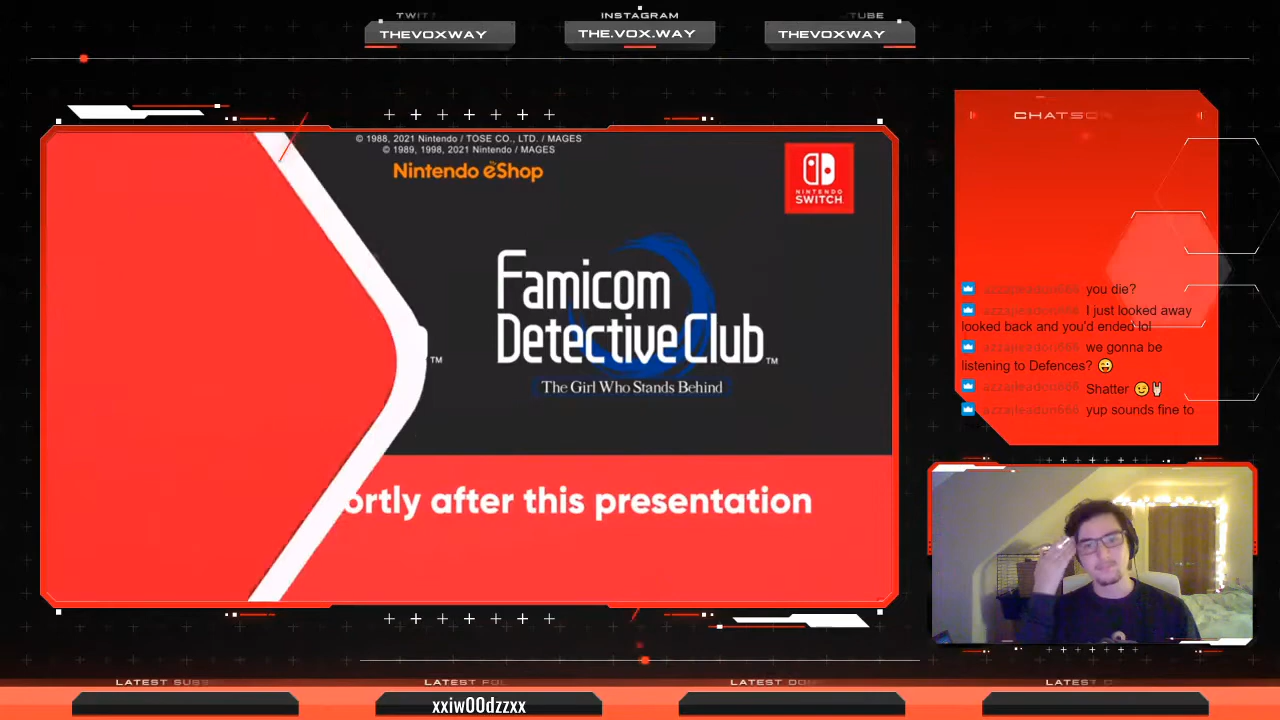 INSTAGRAM
THEVOXWAY
THE.VOX.WAY
THEVOXWAY
© 1988, 2021 Nintendo / TOSE CO., LTD. / MAGES
© 1989, 1998, 2021 Nintendo / MAGES
Nintendo eShop
NINTENDO
SWITCH
Famicom
Detective Club™
The Girl Who Stands Behind
TM
ortly after this presentation
you die?
I just looked away
looked back and you'd ended lol
we gonna be
listening to Defences? 😜
Shatter 😉🤘
yup sounds fine to
LATEST
LATEST
LATEST
LATEST
xxiw00dzzxx